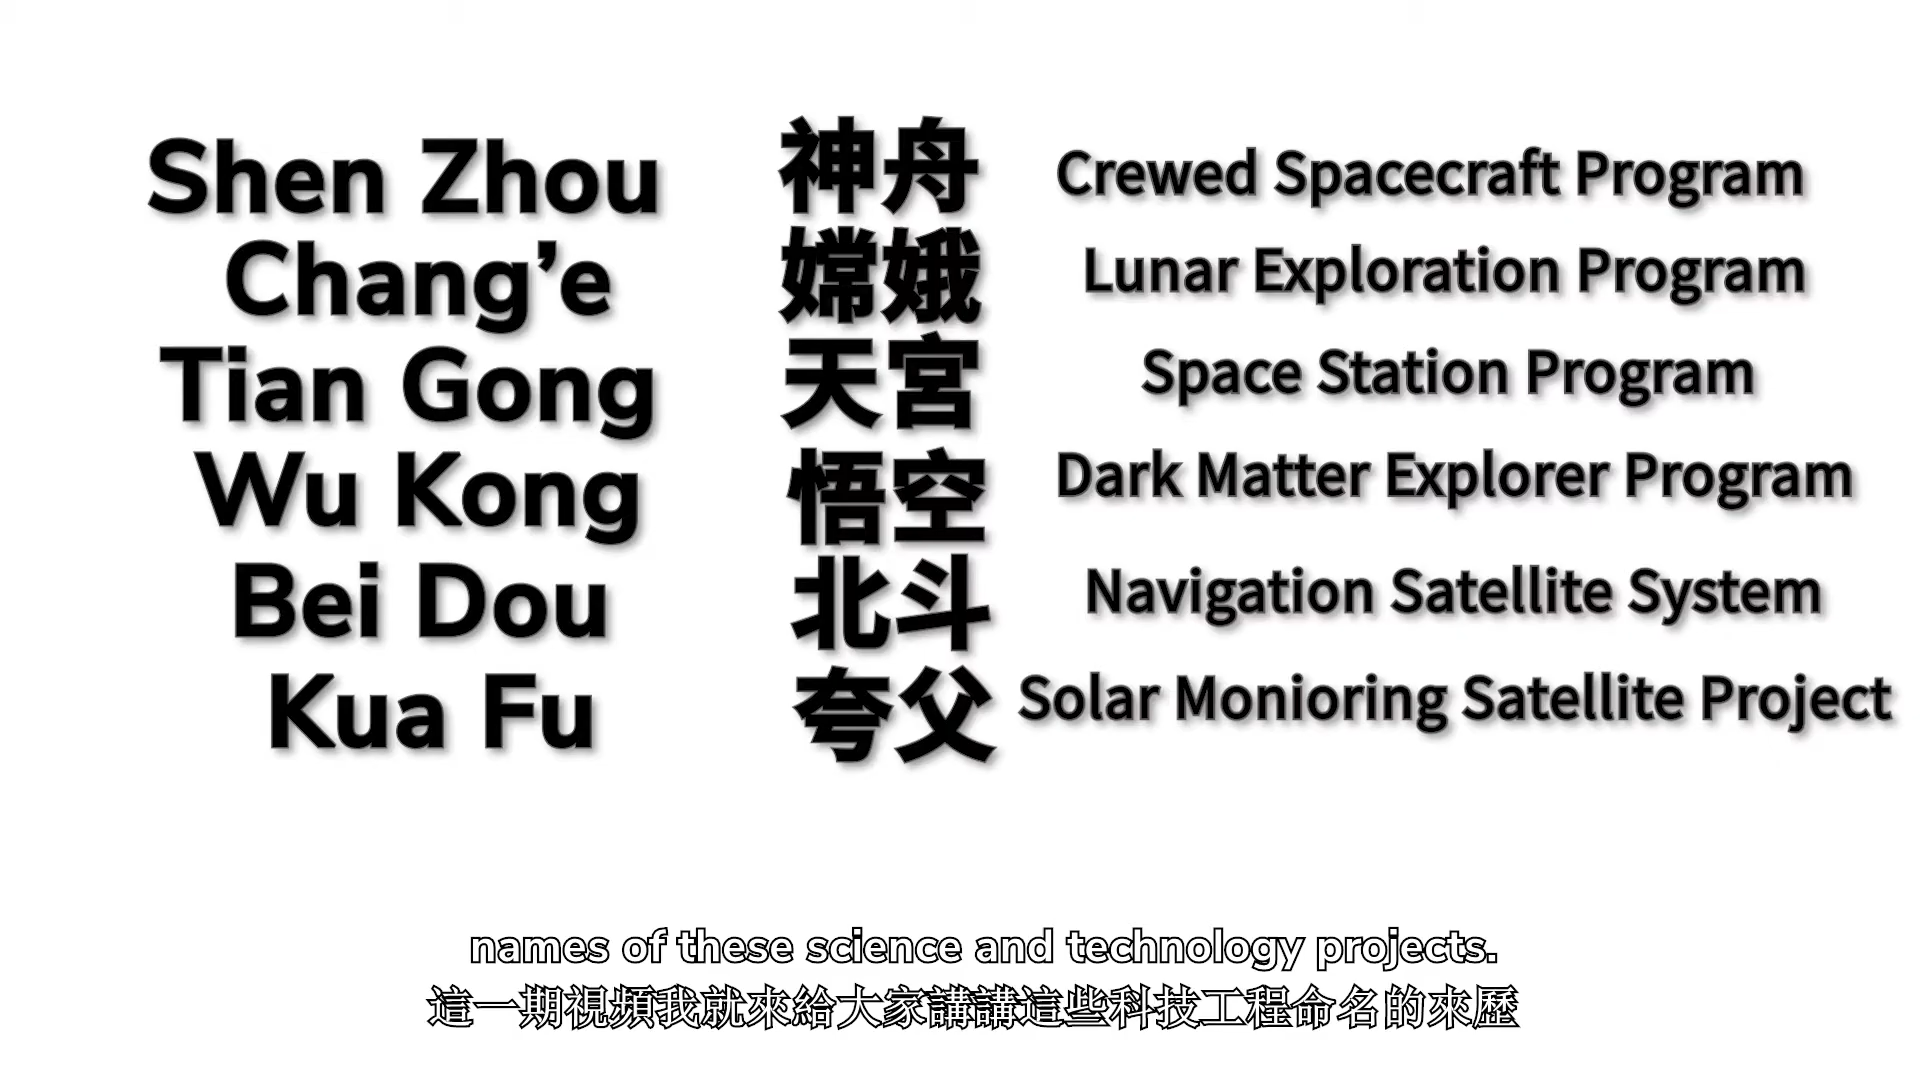 Shen Zhou 神舟 Crewed Spacecraft Program
Chang’e 嫦娥 Lunar Exploration Program
Tian Gong 天宮 Space Station Program
Wu Kong 悟空 Dark Matter Explorer Program
Bei Dou 北斗 Navigation Satellite System
Kua Fu 夸父 Solar Monioring Satellite Project
names of these science and technology projects.
這一期視頻我就來給大家講講這些科技工程命名的來歷